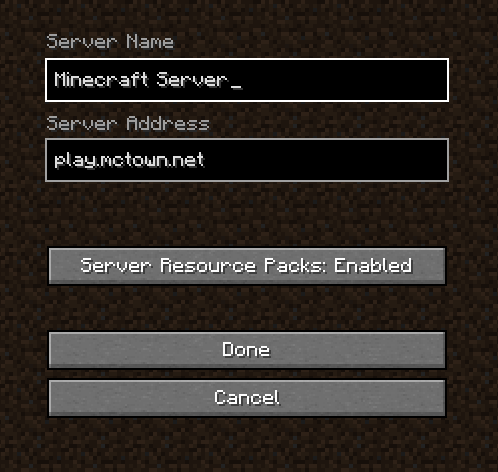 Server Name
Minecraft Server_
Server Address
play.mctown.net
Server Resource Packs: Enabled
Done
Cancel